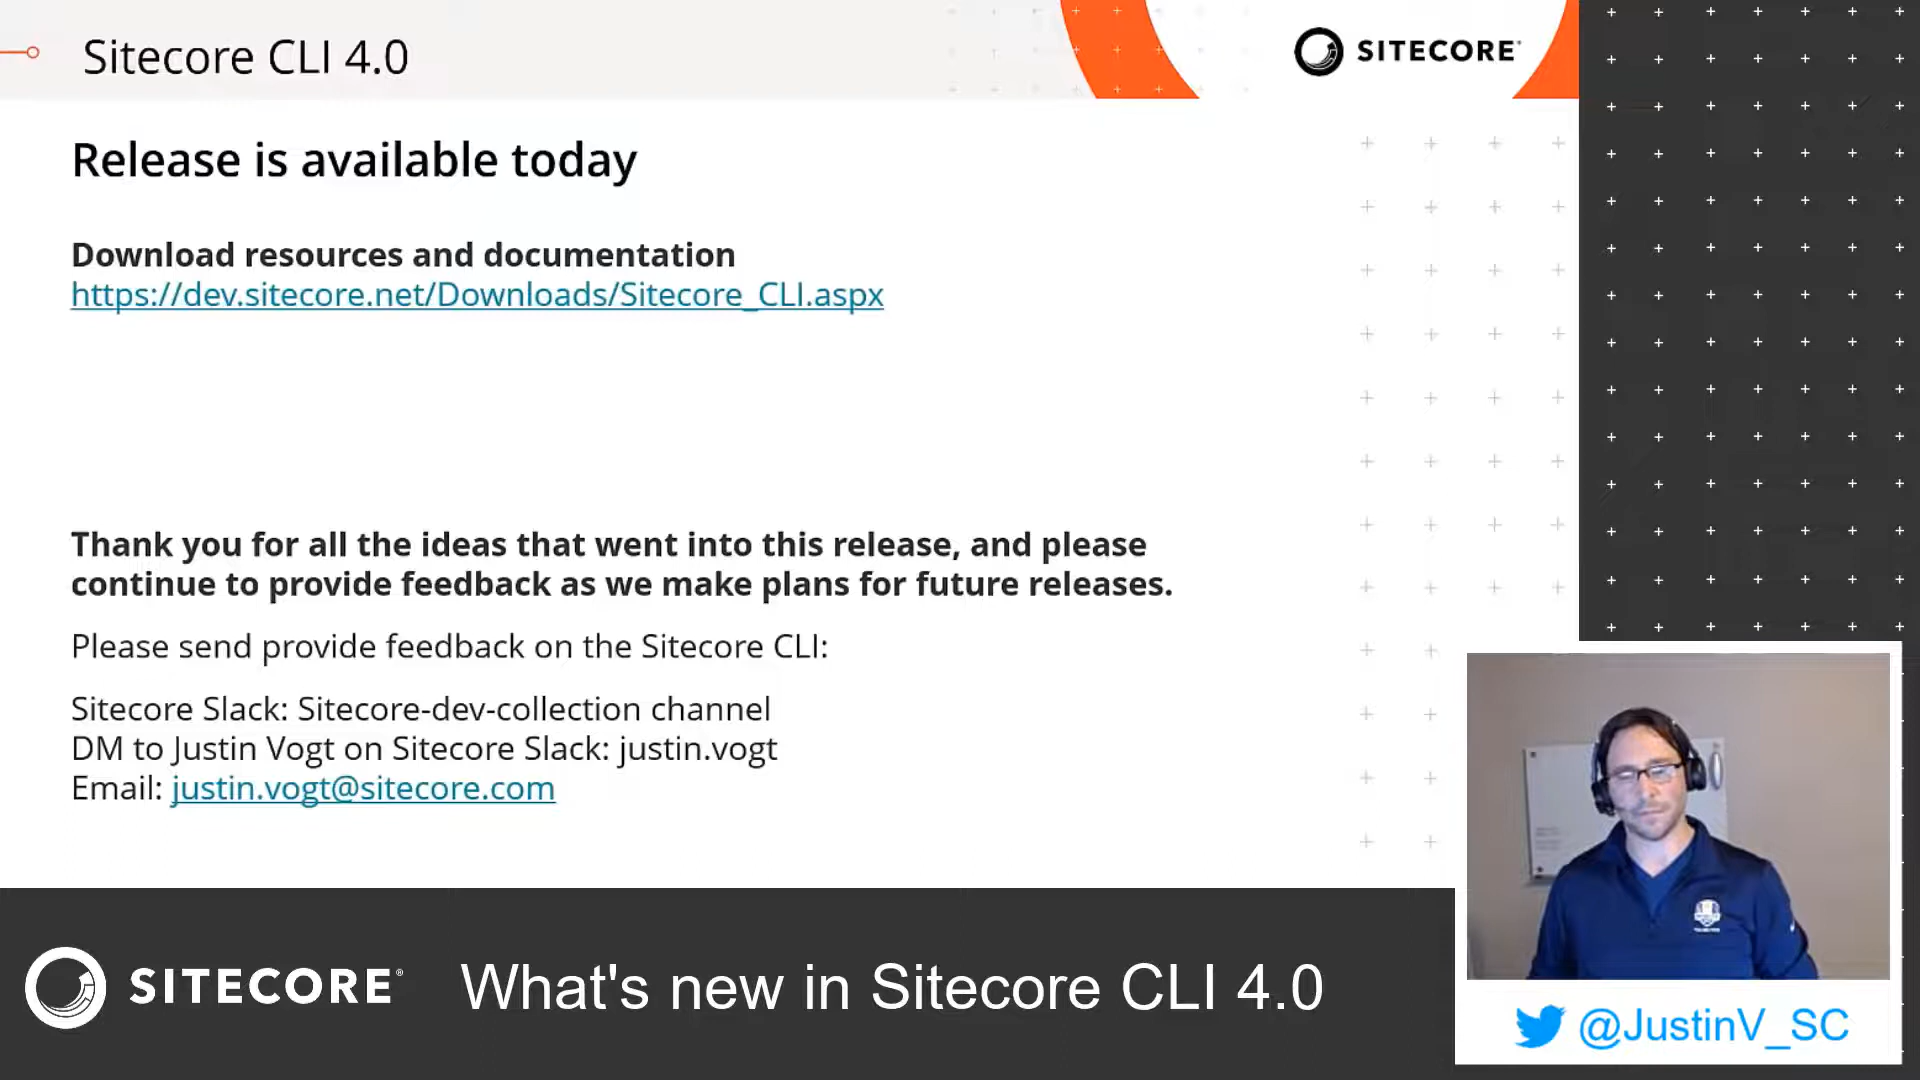 Sitecore CLI 4.0
SITECORE
Release is available today
Download resources and documentation
https://dev.sitecore.net/Downloads/Sitecore_CLI.aspx
Thank you for all the ideas that went into this release, and please
continue to provide feedback as we make plans for future releases.
Please send provide feedback on the Sitecore CLI:
Sitecore Slack: Sitecore-dev-collection channel
DM to Justin Vogt on Sitecore Slack: justin.vogt
Email: justin.vogt@sitecore.com
SITECORE® What's new in Sitecore CLI 4.0
@JustinV_SC